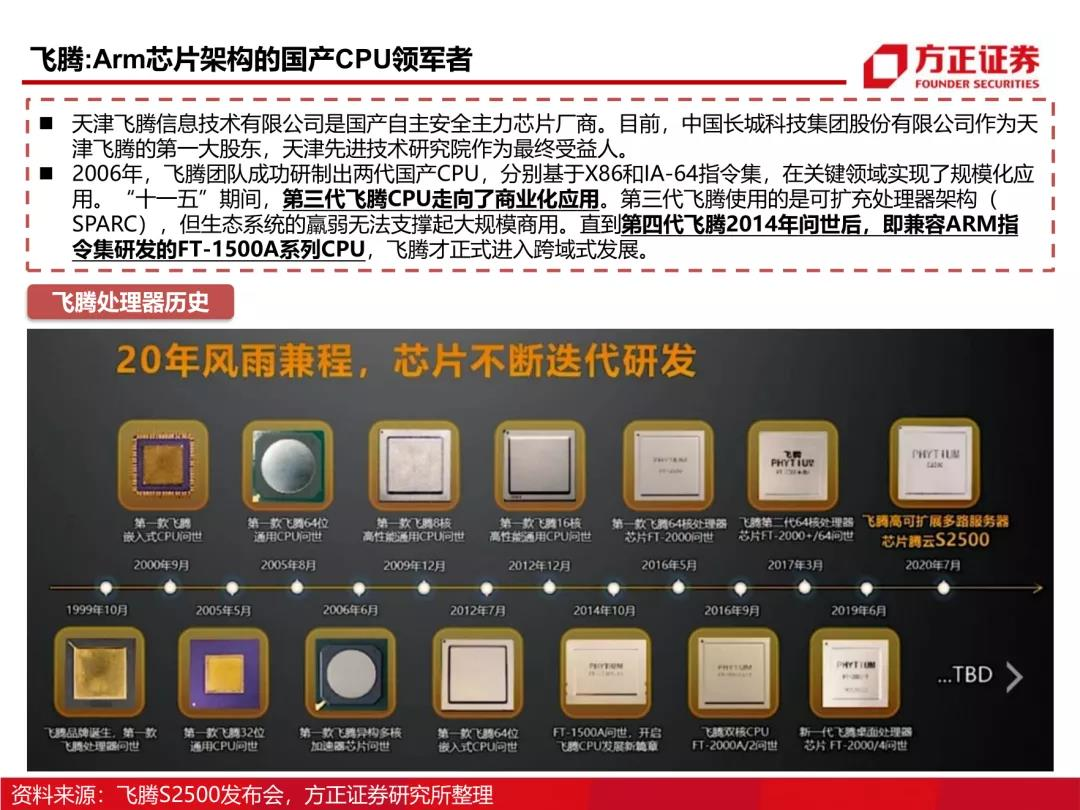 飞腾:Arm芯片架构的国产CPU领军者
方正证券
FOUNDER SECURITIES
■ 天津飞腾信息技术有限公司是国产自主安全主力芯片厂商。目前，中国长城科技集团股份有限公司作为天
津飞腾的第一大股东，天津先进技术研究院作为最终受益人。
■ 2006年，飞腾团队成功研制出两代国产CPU，分别基于X86和IA-64指令集，在关键领域实现了规模化应
用。“十一五”期间，第三代飞腾CPU走向了商业化应用。第三代飞腾使用的是可扩充处理器架构（
SPARC），但生态系统的羸弱无法支撑起大规模商用。直到第四代飞腾2014年问世后，即兼容ARM指
令集研发的FT-1500A系列CPU，飞腾才正式进入跨域式发展。
飞腾处理器历史
20年风雨兼程，芯片不断迭代研发
飞腾
PHYTIUM
PHYTIUM
S2500
第一款飞腾
嵌入式CPU问世
第一款飞腾64位
通用CPU问世
第一款飞腾8核
高性能通用CPU问世
第一款飞腾16核
高性能通用CPU问世
第一款飞腾64核处理器
芯片FT-2000问世
飞腾第二代64核处理器
芯片FT-2000+/64问世
飞腾高可扩展多路服务器
芯片腾云S2500
2000年9月
2005年8月
2009年12月
2012年12月
2016年5月
2017年3月
2020年7月
1999年10月
2005年5月
2006年6月
2012年7月
2014年10月
2016年9月
2019年6月
PHYTIUM
PHYTIUM
PHYTIUM
...TBD
飞腾品牌诞生，第一款
飞腾处理器问世
第一款飞腾32位
通用CPU问世
第一款飞腾异构多核
加速器芯片问世
第一款飞腾64位
嵌入式CPU问世
FT-1500A问世，开启
飞腾CPU发展新篇章
飞腾双核CPU
FT-2000A/2问世
新一代飞腾桌面处理器
芯片 FT-2000/4问世
资料来源：飞腾S2500发布会，方正证券研究所整理